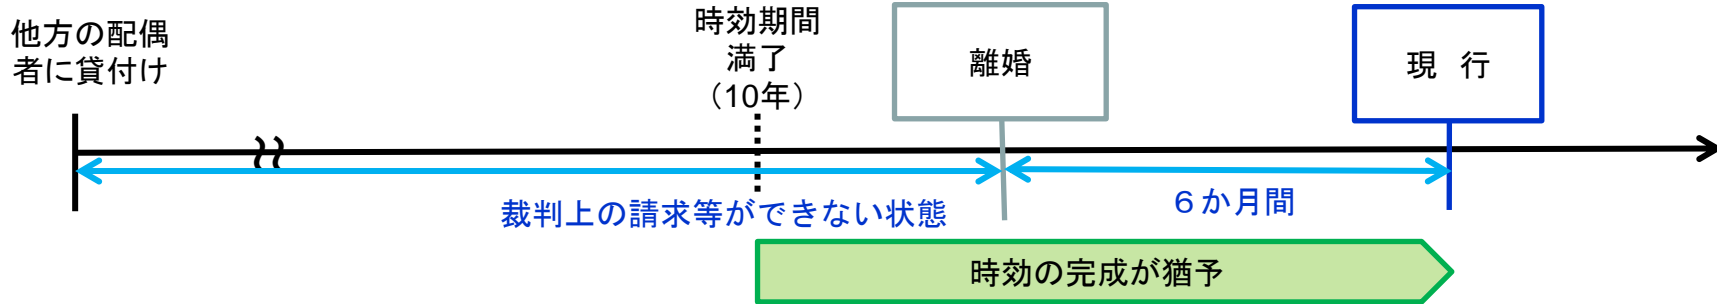 他方の配偶
者に貸付け
時効期間
満了
（10年）
離婚
現 行
裁判上の請求等ができない状態
６か月間
時効の完成が猶予